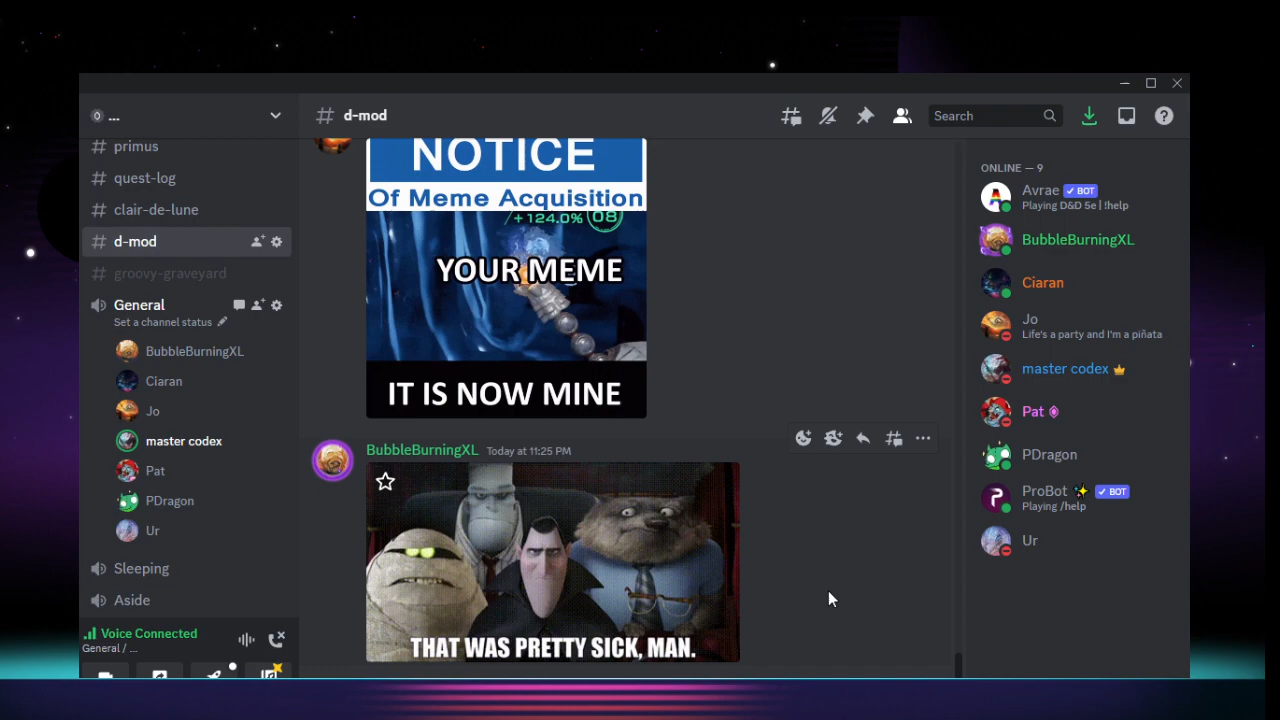 ...
# d-mod
Search
# primus
# quest-log
# clair-de-lune
# d-mod
# groovy-graveyard
General
Set a channel status
BubbleBurningXL
Ciaran
Jo
master codex
Pat
PDragon
Ur
Sleeping
Aside
Voice Connected
General / ...
NOTICE
Of Meme Acquisition
/+124.0% 08
YOUR MEME
IT IS NOW MINE
BubbleBurningXL Today at 11:25 PM
THAT WAS PRETTY SICK, MAN.
ONLINE — 9
Avrae ✓ BOT
Playing D&D 5e | !help
BubbleBurningXL
Ciaran
Jo
Life's a party and I'm a piñata
master codex
Pat
PDragon
ProBot ✨ ✓ BOT
Playing /help
Ur